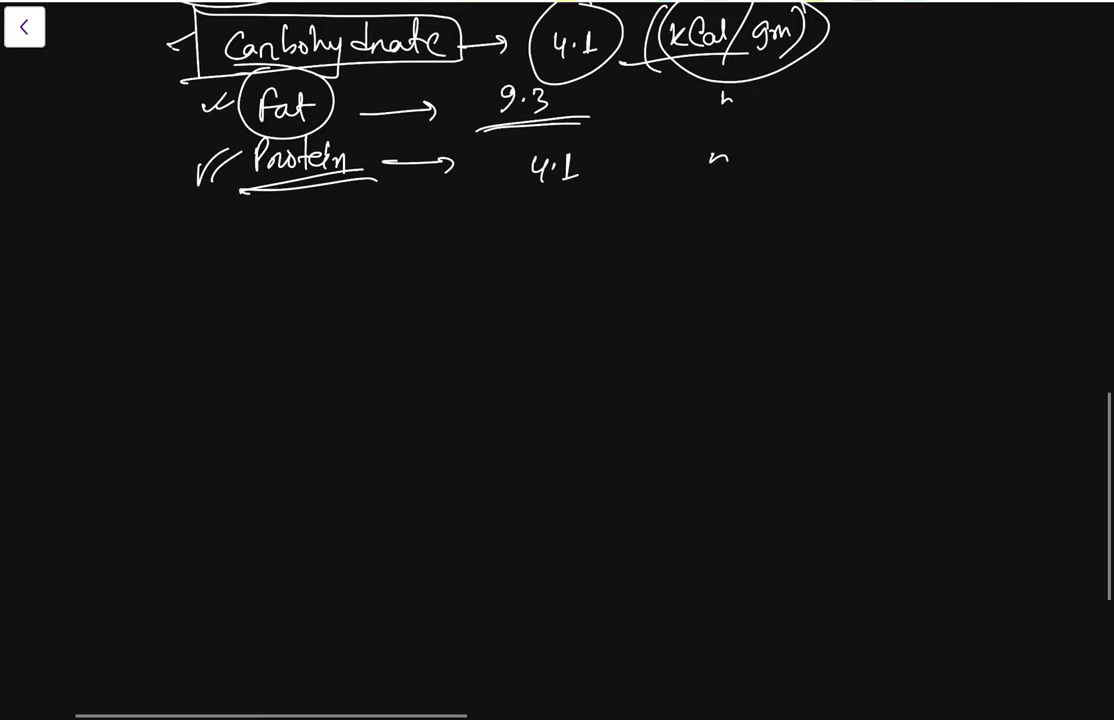 Carbohydrate → 4.1 (kCal/gm)
Fat → 9.3 "
Protein → 4.1 "